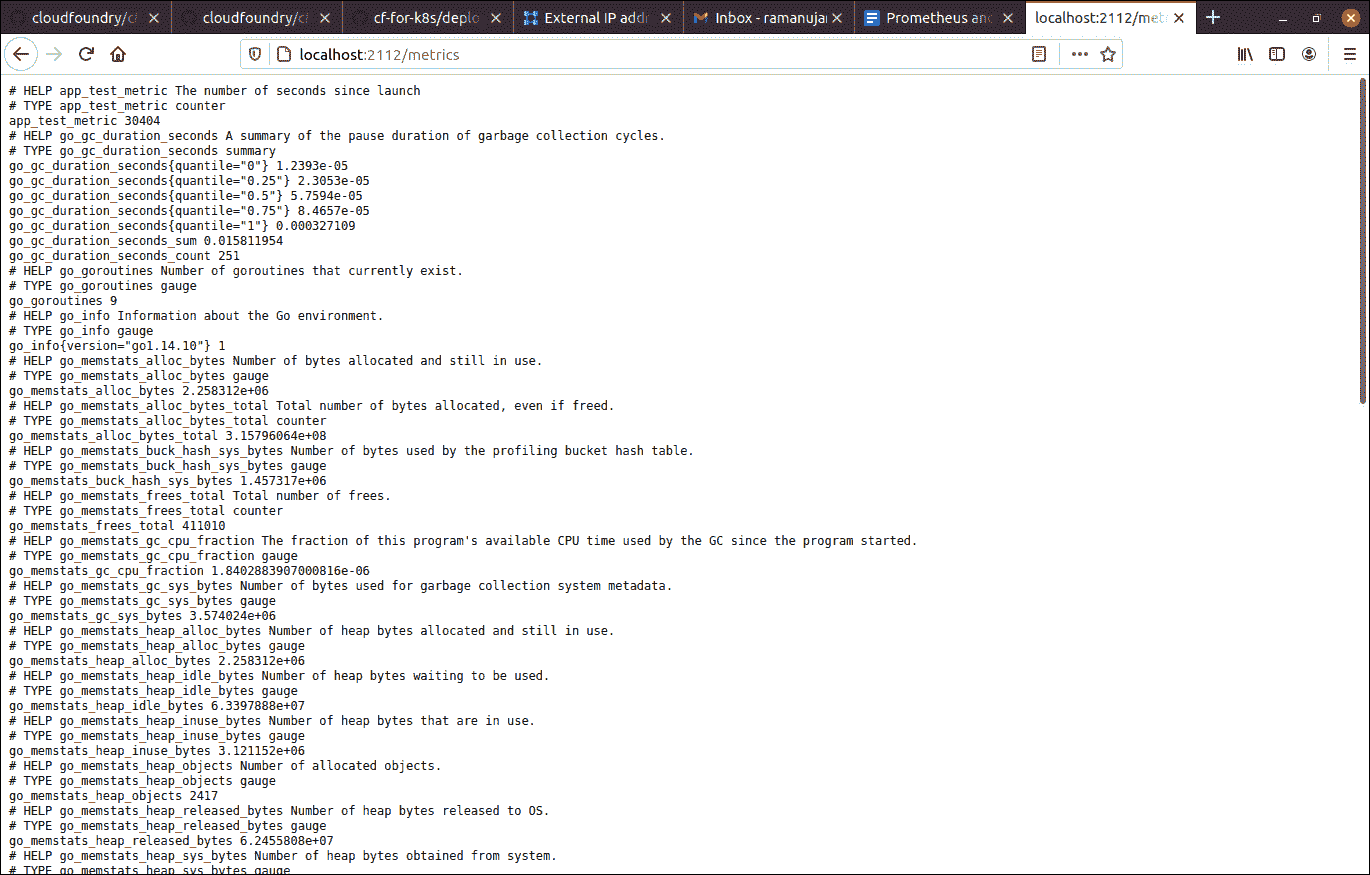 cloudfoundry/c
cloudfoundry/c
cf-for-k8s/deplo
External IP addr
Inbox - ramanujan
Prometheus and
localhost:2112/met
localhost:2112/metrics
# HELP app_test_metric The number of seconds since launch
# TYPE app_test_metric counter
app_test_metric 30404
# HELP go_gc_duration_seconds A summary of the pause duration of garbage collection cycles.
# TYPE go_gc_duration_seconds summary
go_gc_duration_seconds{quantile="0"} 1.2393e-05
go_gc_duration_seconds{quantile="0.25"} 2.3053e-05
go_gc_duration_seconds{quantile="0.5"} 5.7594e-05
go_gc_duration_seconds{quantile="0.75"} 8.4657e-05
go_gc_duration_seconds{quantile="1"} 0.000327109
go_gc_duration_seconds_sum 0.015811954
go_gc_duration_seconds_count 251
# HELP go_goroutines Number of goroutines that currently exist.
# TYPE go_goroutines gauge
go_goroutines 9
# HELP go_info Information about the Go environment.
# TYPE go_info gauge
go_info{version="go1.14.10"} 1
# HELP go_memstats_alloc_bytes Number of bytes allocated and still in use.
# TYPE go_memstats_alloc_bytes gauge
go_memstats_alloc_bytes 2.258312e+06
# HELP go_memstats_alloc_bytes_total Total number of bytes allocated, even if freed.
# TYPE go_memstats_alloc_bytes_total counter
go_memstats_alloc_bytes_total 3.15796064e+08
# HELP go_memstats_buck_hash_sys_bytes Number of bytes used by the profiling bucket hash table.
# TYPE go_memstats_buck_hash_sys_bytes gauge
go_memstats_buck_hash_sys_bytes 1.457317e+06
# HELP go_memstats_frees_total Total number of frees.
# TYPE go_memstats_frees_total counter
go_memstats_frees_total 411010
# HELP go_memstats_gc_cpu_fraction The fraction of this program's available CPU time used by the GC since the program started.
# TYPE go_memstats_gc_cpu_fraction gauge
go_memstats_gc_cpu_fraction 1.8402883907000816e-06
# HELP go_memstats_gc_sys_bytes Number of bytes used for garbage collection system metadata.
# TYPE go_memstats_gc_sys_bytes gauge
go_memstats_gc_sys_bytes 3.574024e+06
# HELP go_memstats_heap_alloc_bytes Number of heap bytes allocated and still in use.
# TYPE go_memstats_heap_alloc_bytes gauge
go_memstats_heap_alloc_bytes 2.258312e+06
# HELP go_memstats_heap_idle_bytes Number of heap bytes waiting to be used.
# TYPE go_memstats_heap_idle_bytes gauge
go_memstats_heap_idle_bytes 6.3397888e+07
# HELP go_memstats_heap_inuse_bytes Number of heap bytes that are in use.
# TYPE go_memstats_heap_inuse_bytes gauge
go_memstats_heap_inuse_bytes 3.121152e+06
# HELP go_memstats_heap_objects Number of allocated objects.
# TYPE go_memstats_heap_objects gauge
go_memstats_heap_objects 2417
# HELP go_memstats_heap_released_bytes Number of heap bytes released to OS.
# TYPE go_memstats_heap_released_bytes gauge
go_memstats_heap_released_bytes 6.2455808e+07
# HELP go_memstats_heap_sys_bytes Number of heap bytes obtained from system.
# TYPE go_memstats_heap_sys_bytes gauge